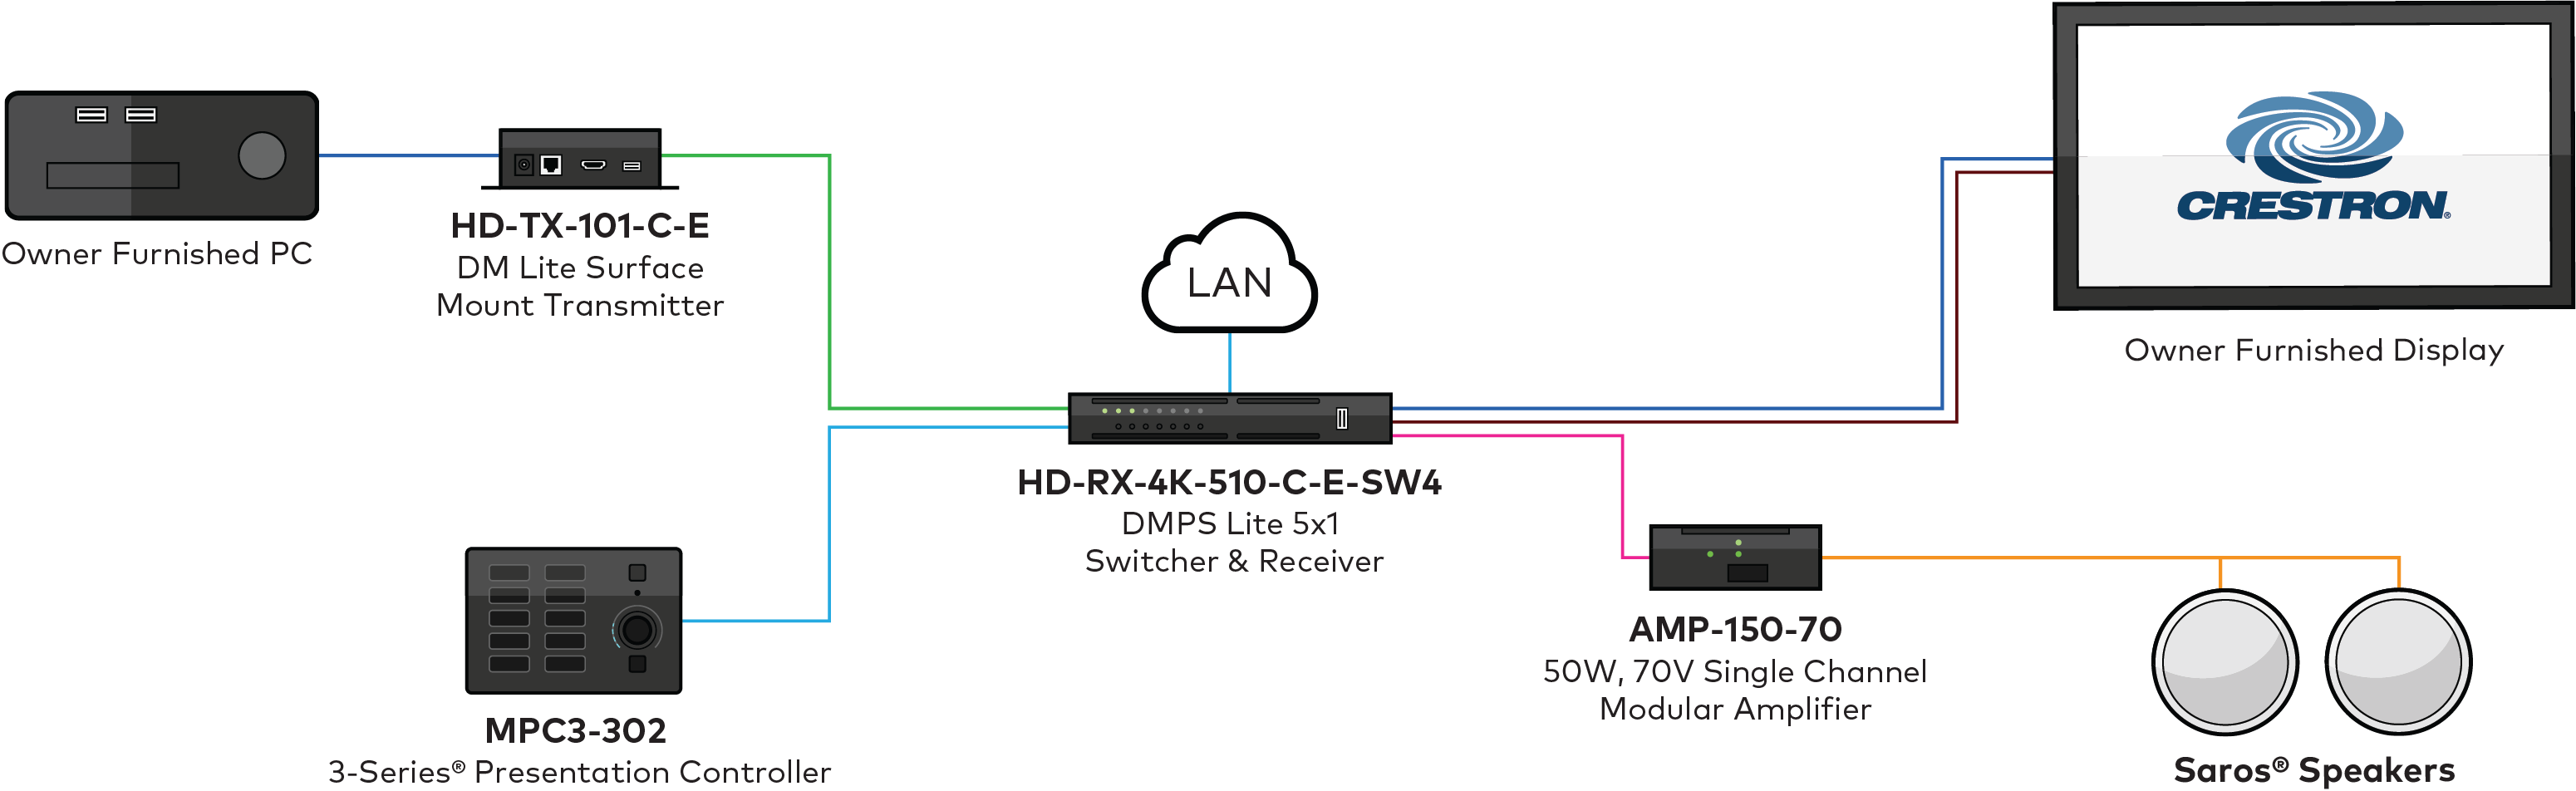 Owner Furnished PC
HD-TX-101-C-E
DM Lite Surface
Mount Transmitter
LAN
CRESTRON®
Owner Furnished Display
HD-RX-4K-510-C-E-SW4
DMPS Lite 5x1
Switcher & Receiver
MPC3-302
3-Series® Presentation Controller
AMP-150-70
50W, 70V Single Channel
Modular Amplifier
Saros® Speakers